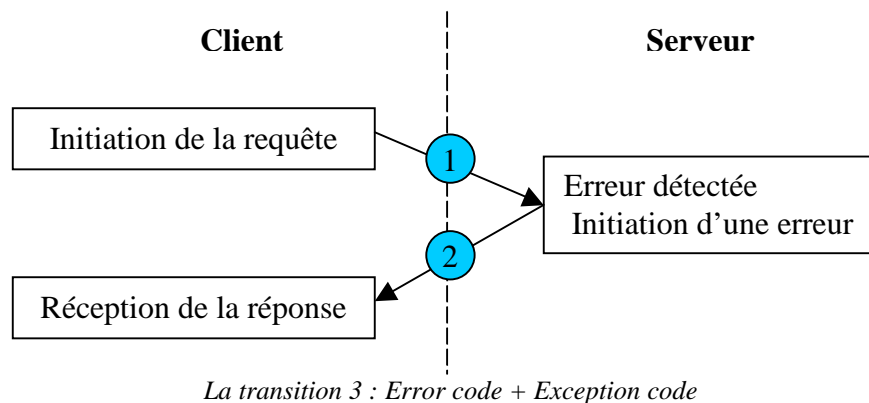 Client
Serveur
Initiation de la requête
1
Erreur détectée
Initiation d'une erreur
2
Réception de la réponse
La transition 3 : Error code + Exception code